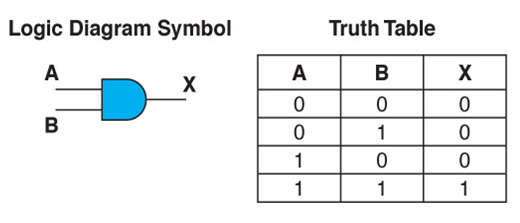 Logic Diagram Symbol
A
X
B
Truth Table
A B X
0 0 0
0 1 0
1 0 0
1 1 1